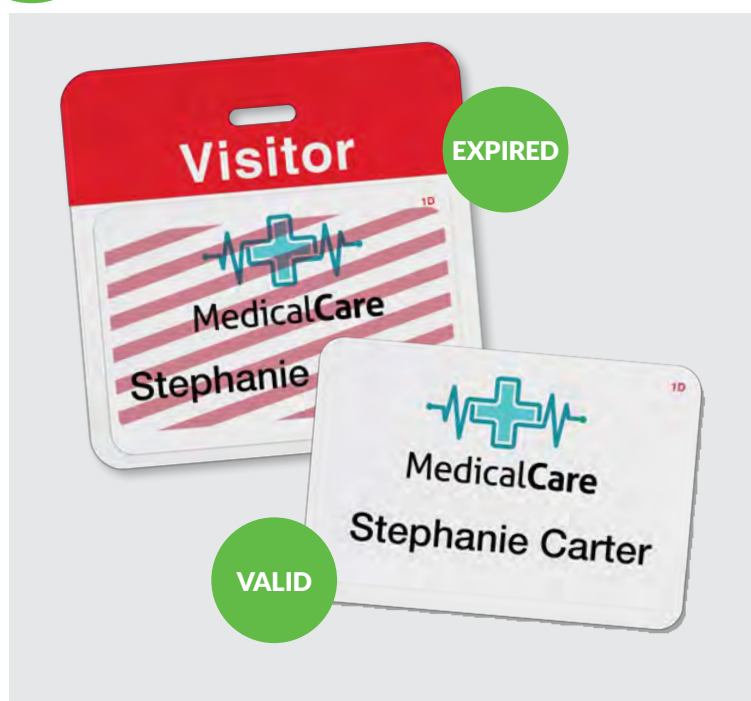 Visitor
EXPIRED
1D
MedicalCare
Stephanie
1D
MedicalCare
Stephanie Carter
VALID